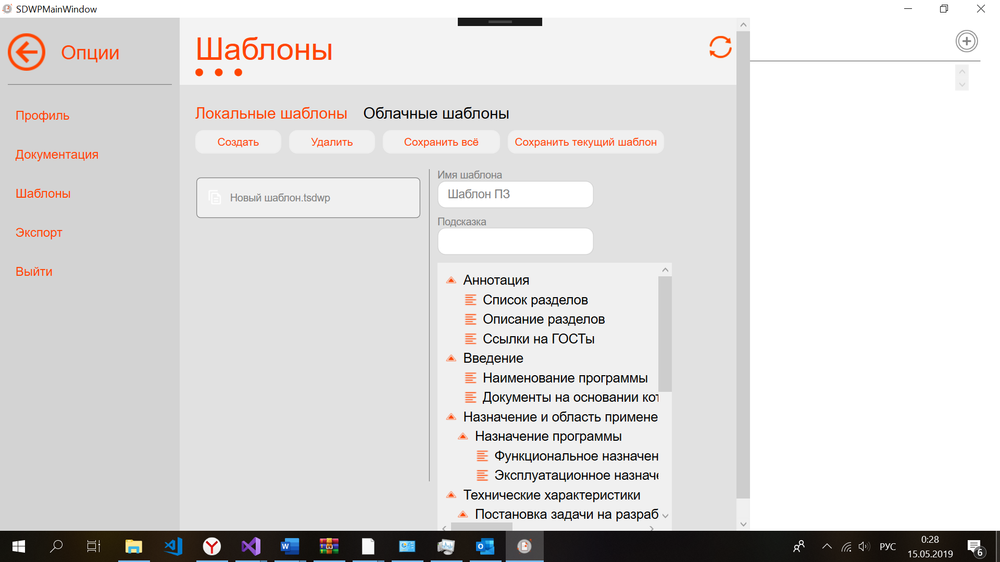 SDWPMainWindow
Опции
Профиль
Документация
Шаблоны
Экспорт
Выйти
Шаблоны
Локальные шаблоны Облачные шаблоны
Создать Удалить Сохранить всё Сохранить текущий шаблон
Новый шаблон.tsdwp
Имя шаблона
Шаблон ПЗ
Подсказка
Аннотация
Список разделов
Описание разделов
Ссылки на ГОСТы
Введение
Наименование программы
Документы на основании кот
Назначение и область примене
Назначение программы
Функциональное назначен
Эксплуатационное назначе
Технические характеристики
Постановка задачи на разраб
РУС
0:28
15.05.2019
6